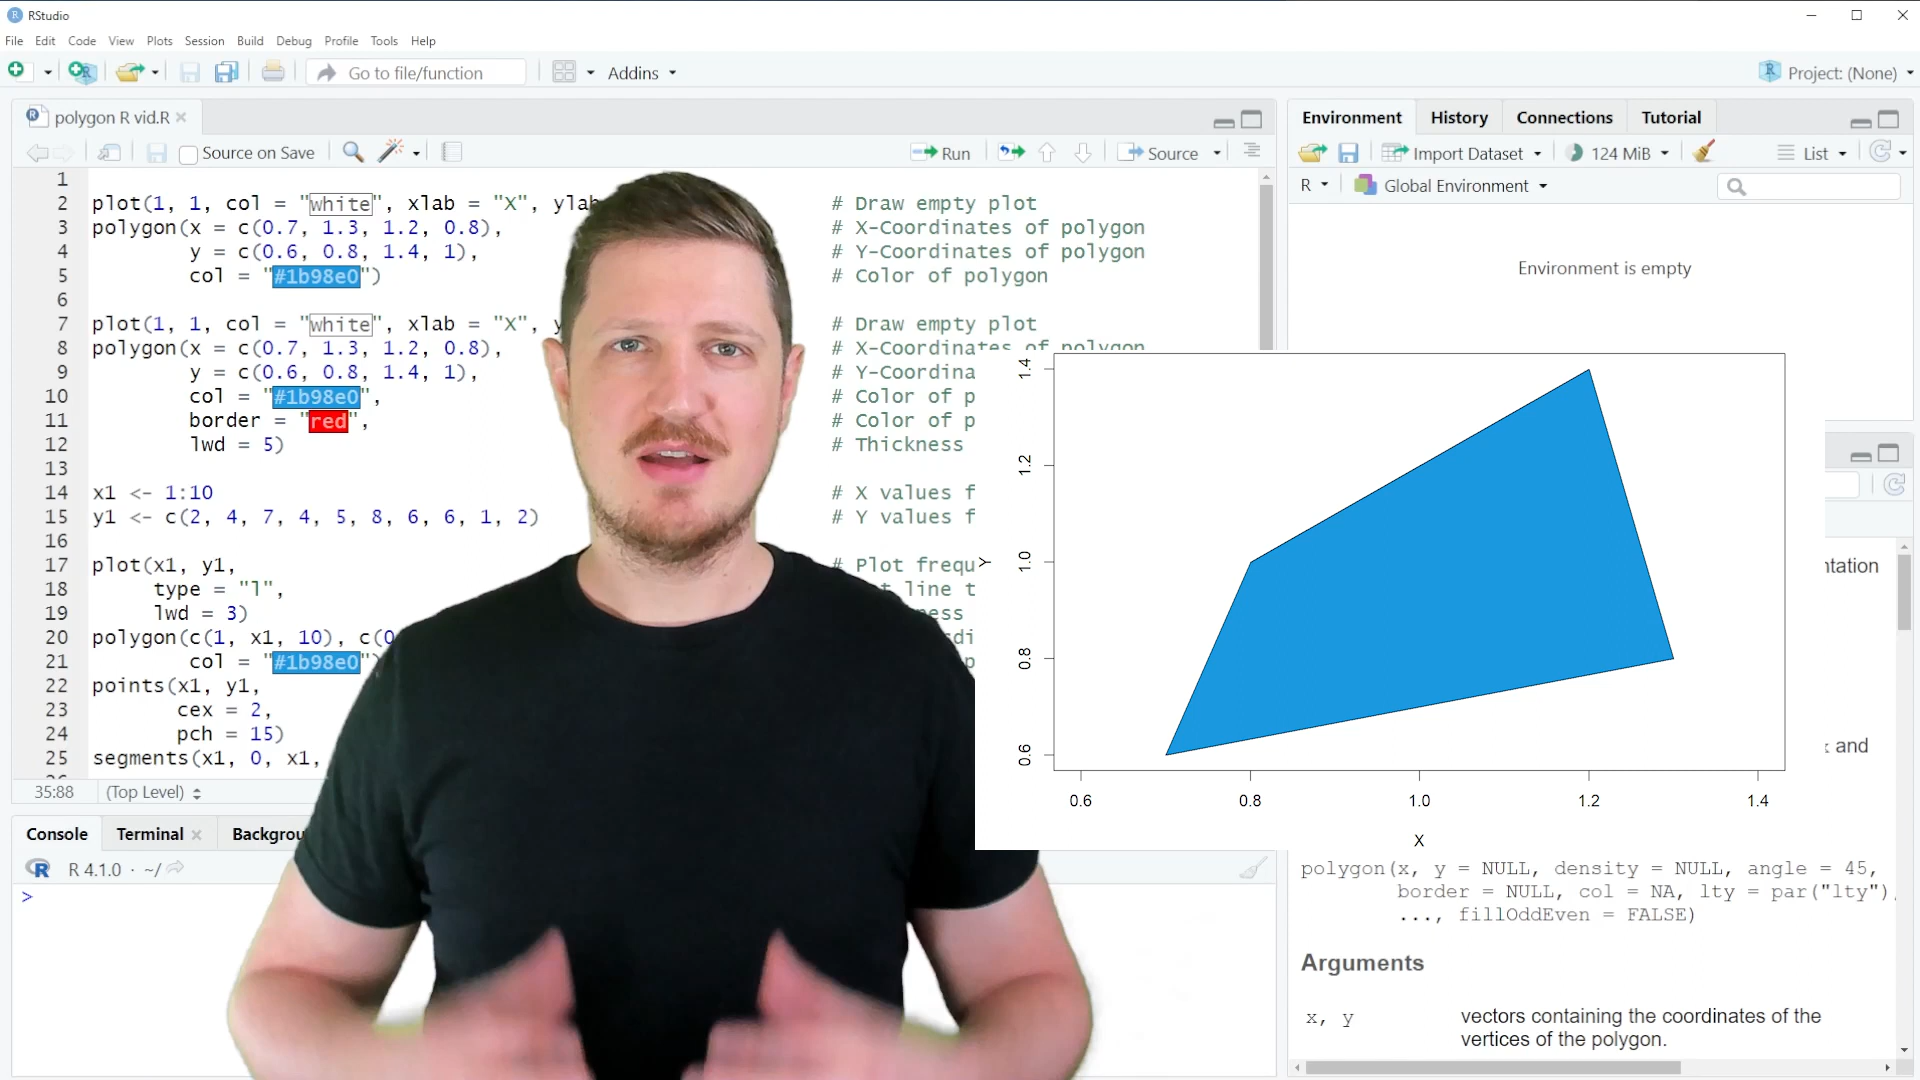 RStudio
File Edit Code View Plots Session Build Debug Profile Tools Help
Go to file/function
Addins
Project: (None)
polygon R vid.R
Source on Save
Run
Source
1
2 plot(1, 1, col = "white", xlab = "X", ylab # Draw empty plot
3 polygon(x = c(0.7, 1.3, 1.2, 0.8), # X-Coordinates of polygon
4 y = c(0.6, 0.8, 1.4, 1), # Y-Coordinates of polygon
5 col = "#1b98e0") # Color of polygon
6
7 plot(1, 1, col = "white", xlab = "X", y # Draw empty plot
8 polygon(x = c(0.7, 1.3, 1.2, 0.8), # X-Coordinates of polygon
9 y = c(0.6, 0.8, 1.4, 1), # Y-Coordina
10 col = "#1b98e0", # Color of p
11 border = "red", # Color of p
12 lwd = 5) # Thickness
13
14 x1 <- 1:10 # X values f
15 y1 <- c(2, 4, 7, 4, 5, 8, 6, 6, 1, 2) # Y values f
16
17 plot(x1, y1, # Plot frequ
18 type = "l", t line t
19 lwd = 3) ness
20 polygon(c(1, x1, 10), c(0 di
21 col = "#1b98e0") p
22 points(x1, y1,
23 cex = 2,
24 pch = 15)
25 segments(x1, 0, x1,
35:88 (Top Level)
Console Terminal Backgrou
R 4.1.0 · ~/
>
Environment History Connections Tutorial
Import Dataset 124 MiB List
R Global Environment
Environment is empty
1.4
1.2
1.0
0.8
0.6
Y
0.6 0.8 1.0 1.2 1.4
X
ntation
and
polygon(x, y = NULL, density = NULL, angle = 45,
border = NULL, col = NA, lty = par("lty"),
..., fillOddEven = FALSE)
Arguments
x, y vectors containing the coordinates of the
vertices of the polygon.